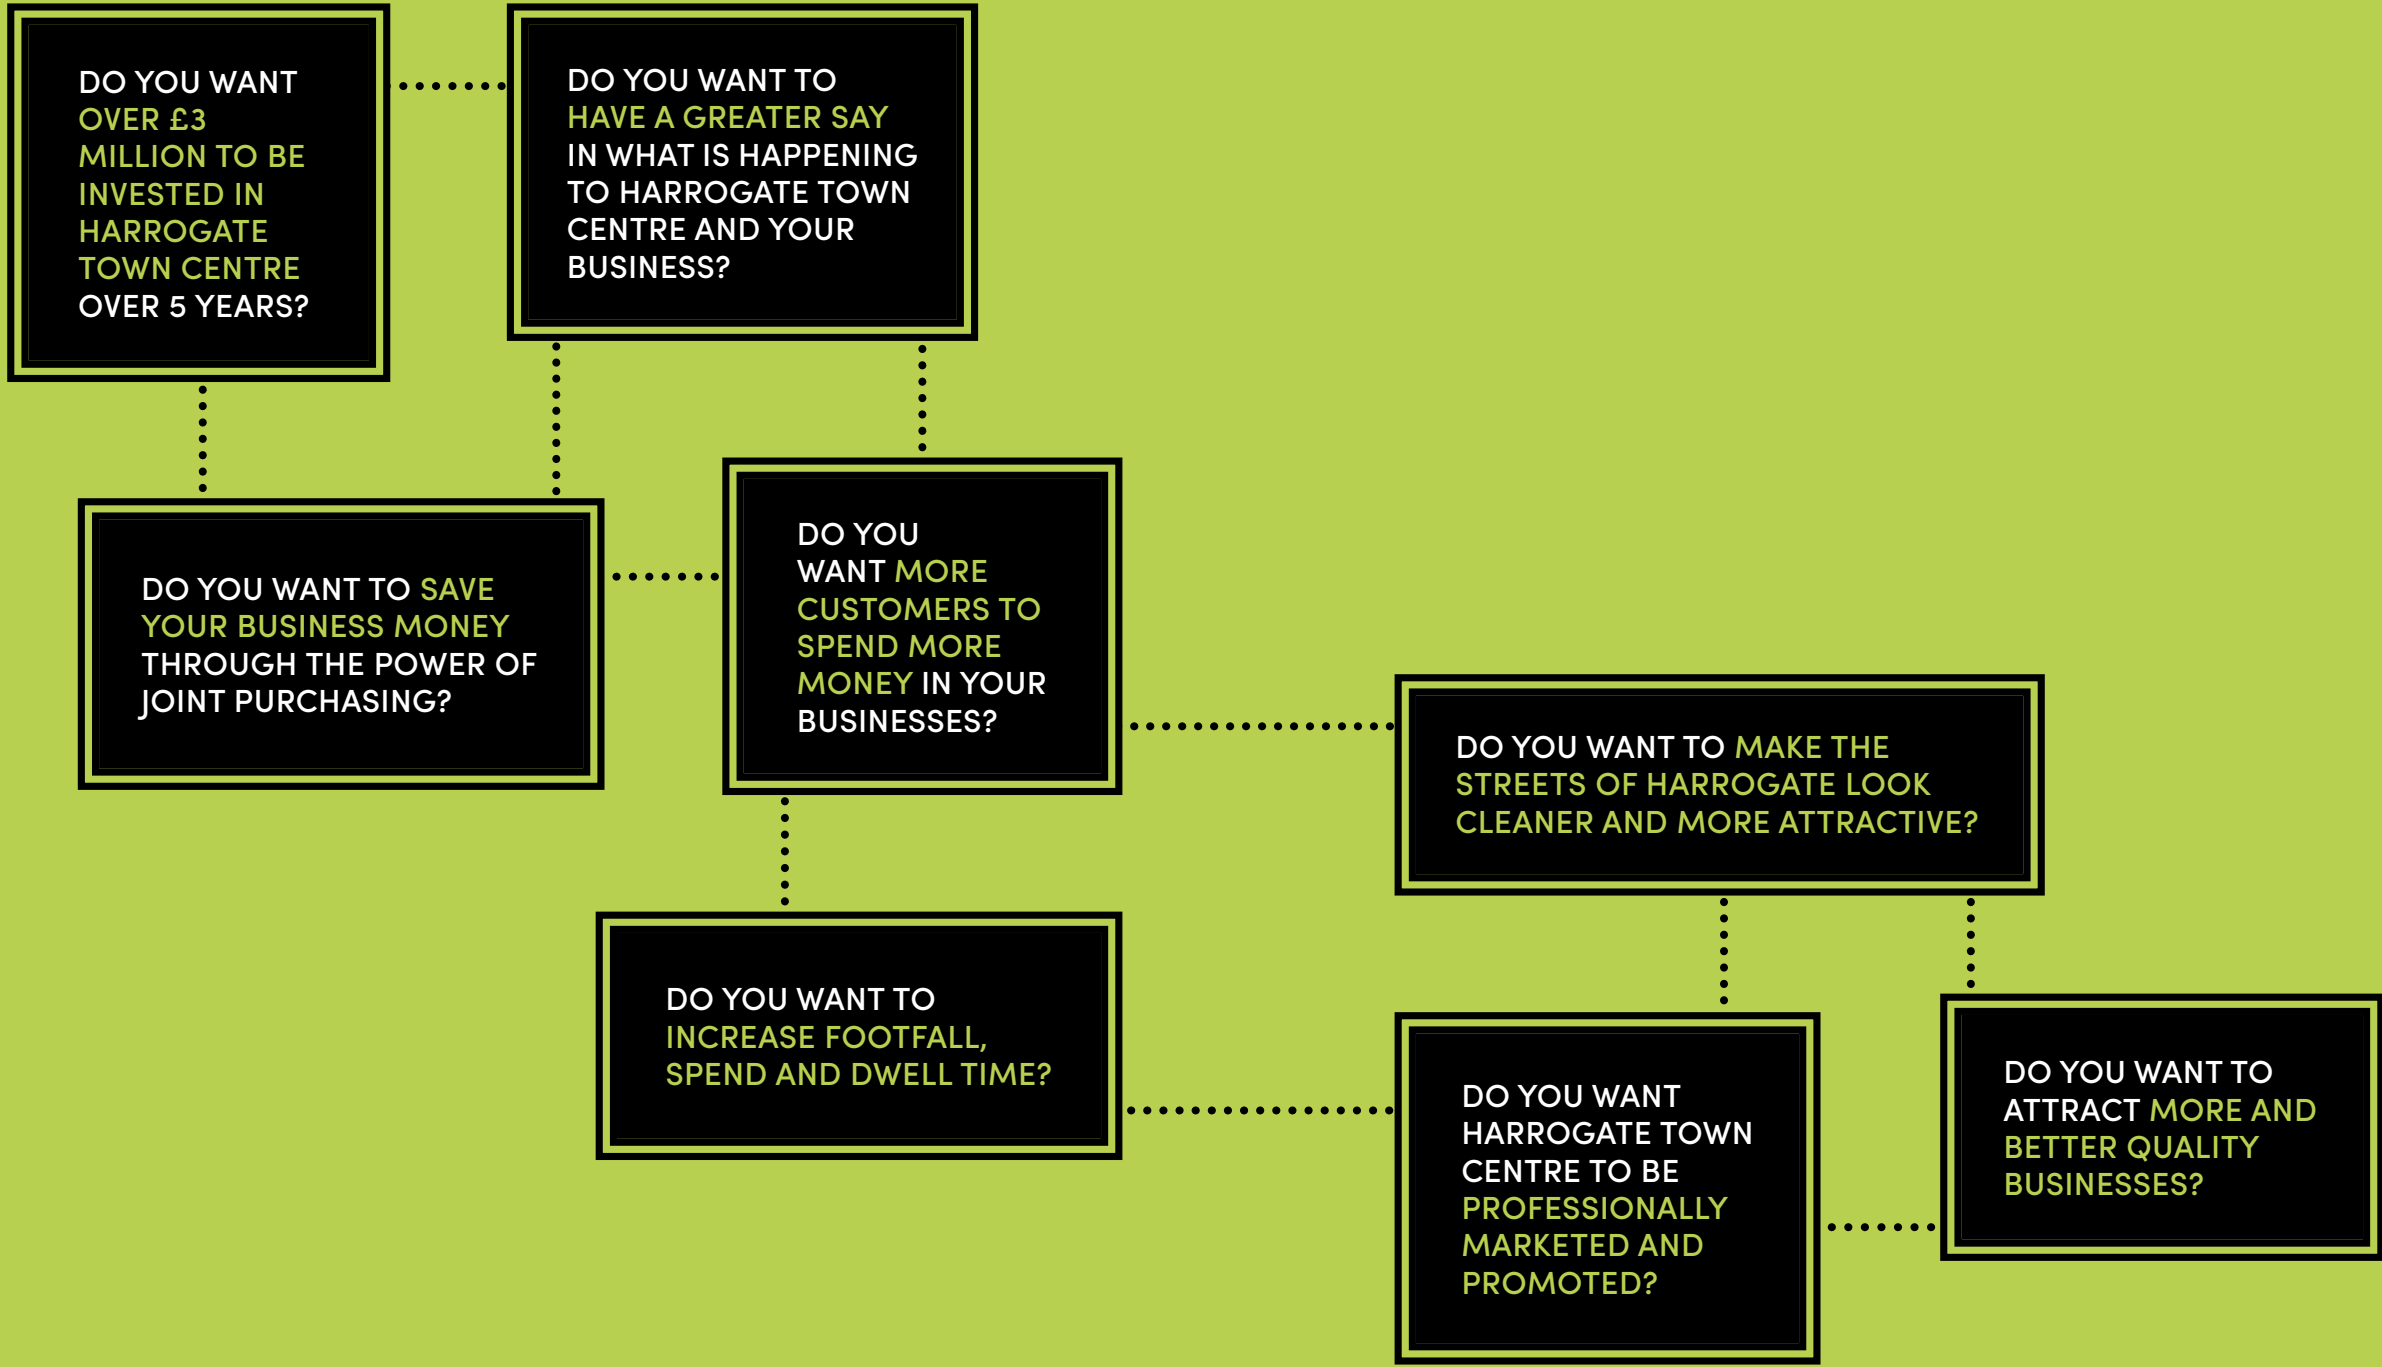 DO YOU WANT
OVER £3
MILLION TO BE
INVESTED IN
HARROGATE
TOWN CENTRE
OVER 5 YEARS?
DO YOU WANT TO
HAVE A GREATER SAY
IN WHAT IS HAPPENING
TO HARROGATE TOWN
CENTRE AND YOUR
BUSINESS?
DO YOU WANT TO SAVE
YOUR BUSINESS MONEY
THROUGH THE POWER OF
JOINT PURCHASING?
DO YOU
WANT MORE
CUSTOMERS TO
SPEND MORE
MONEY IN YOUR
BUSINESSES?
DO YOU WANT TO MAKE THE
STREETS OF HARROGATE LOOK
CLEANER AND MORE ATTRACTIVE?
DO YOU WANT TO
INCREASE FOOTFALL,
SPEND AND DWELL TIME?
DO YOU WANT
HARROGATE TOWN
CENTRE TO BE
PROFESSIONALLY
MARKETED AND
PROMOTED?
DO YOU WANT TO
ATTRACT MORE AND
BETTER QUALITY
BUSINESSES?